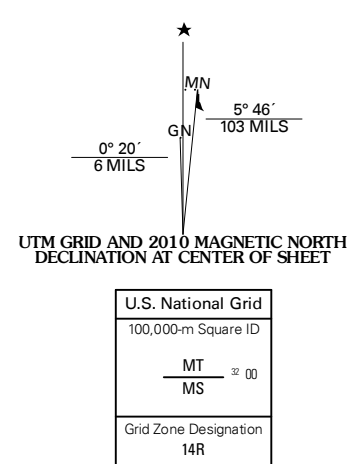 ★
MN
5° 46´
103 MILS
GN
0° 20´
6 MILS
UTM GRID AND 2010 MAGNETIC NORTH
DECLINATION AT CENTER OF SHEET
U.S. National Grid
100,000-m Square ID
MT
32 00
MS
Grid Zone Designation
14R